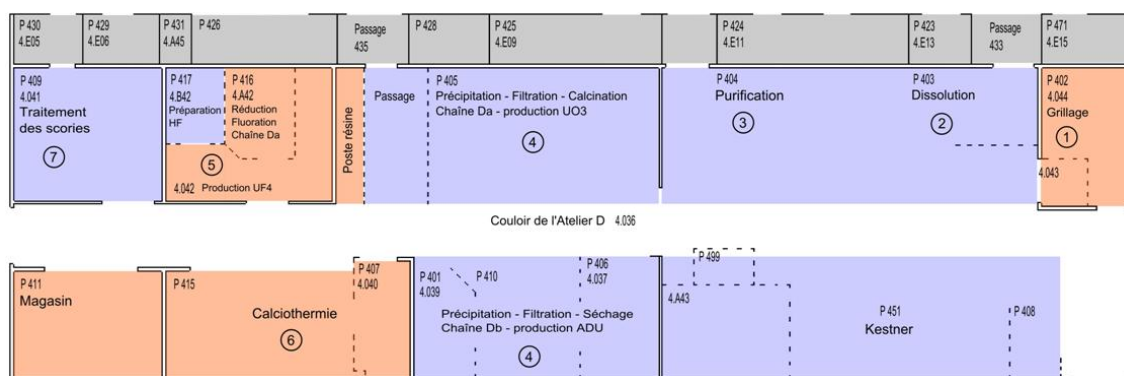 P 430
4.E05
P 429
4.E06
P 431
4.A45
P 426
Passage
435
P 428
P 425
4.E09
P 424
4.E11
P 423
4.E13
Passage
433
P 471
4.E15
P 409
4.041
Traitement
des scories
7
P 417
4.B42
Préparation
HF
P 416
4.A42
Réduction
Fluoration
Chaîne Da
5
4.042 Production UF4
Poste résine
Passage
P 405
Précipitation - Filtration - Calcination
Chaîne Da - production UO3
4
P 404
Purification
3
P 403
Dissolution
2
P 402
4.044
Grillage
1
4.043
Couloir de l'Atelier D 4.036
P 411
Magasin
P 415
Calciothermie
6
P 407
4.040
P 401
4.039
P 410
P 406
4.037
Précipitation - Filtration - Séchage
Chaîne Db - production ADU
4
P 499
4.A43
P 451
Kestner
P 408